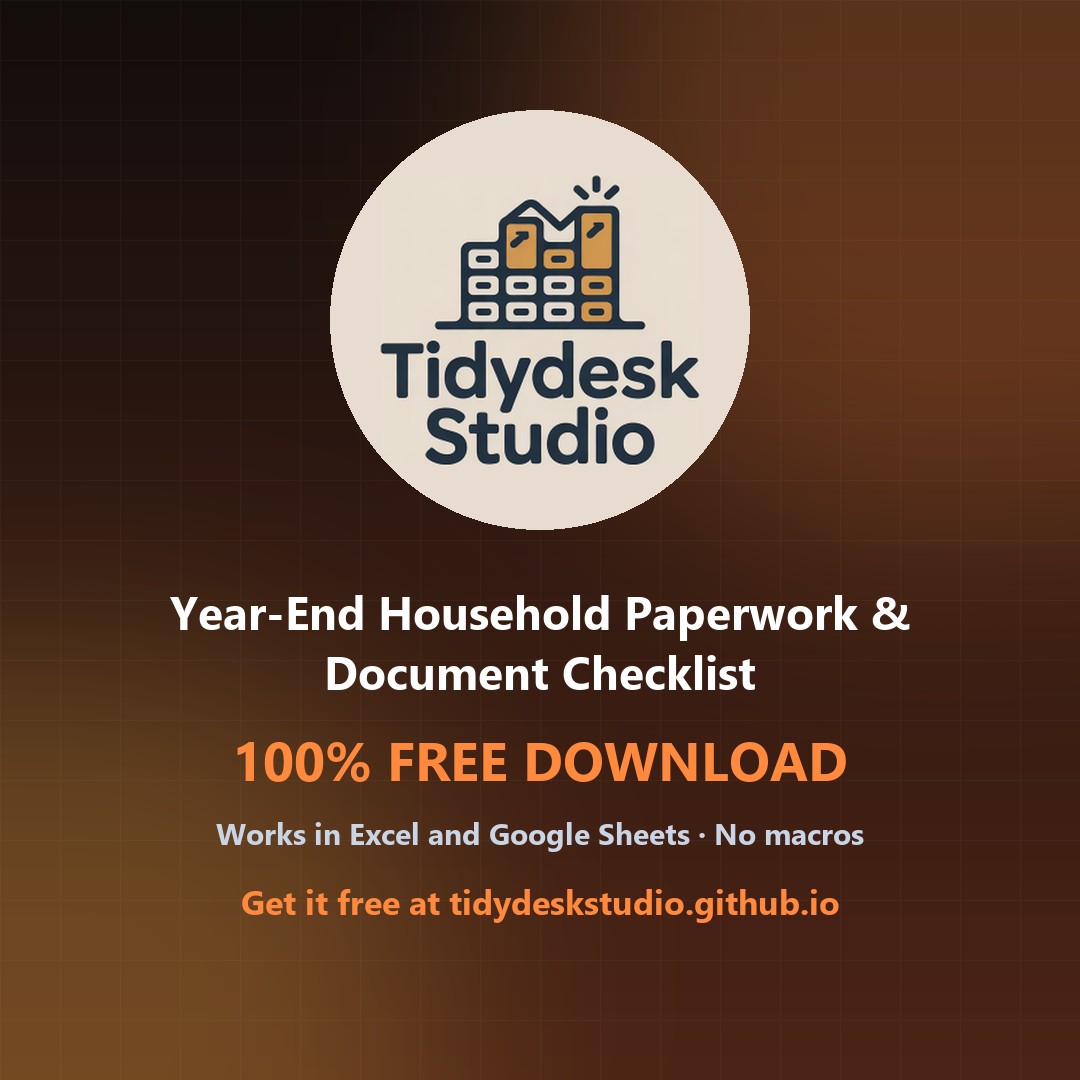 Tidydesk
Studio
Year-End Household Paperwork &
Document Checklist
100% FREE DOWNLOAD
Works in Excel and Google Sheets · No macros
Get it free at tidydeskstudio.github.io